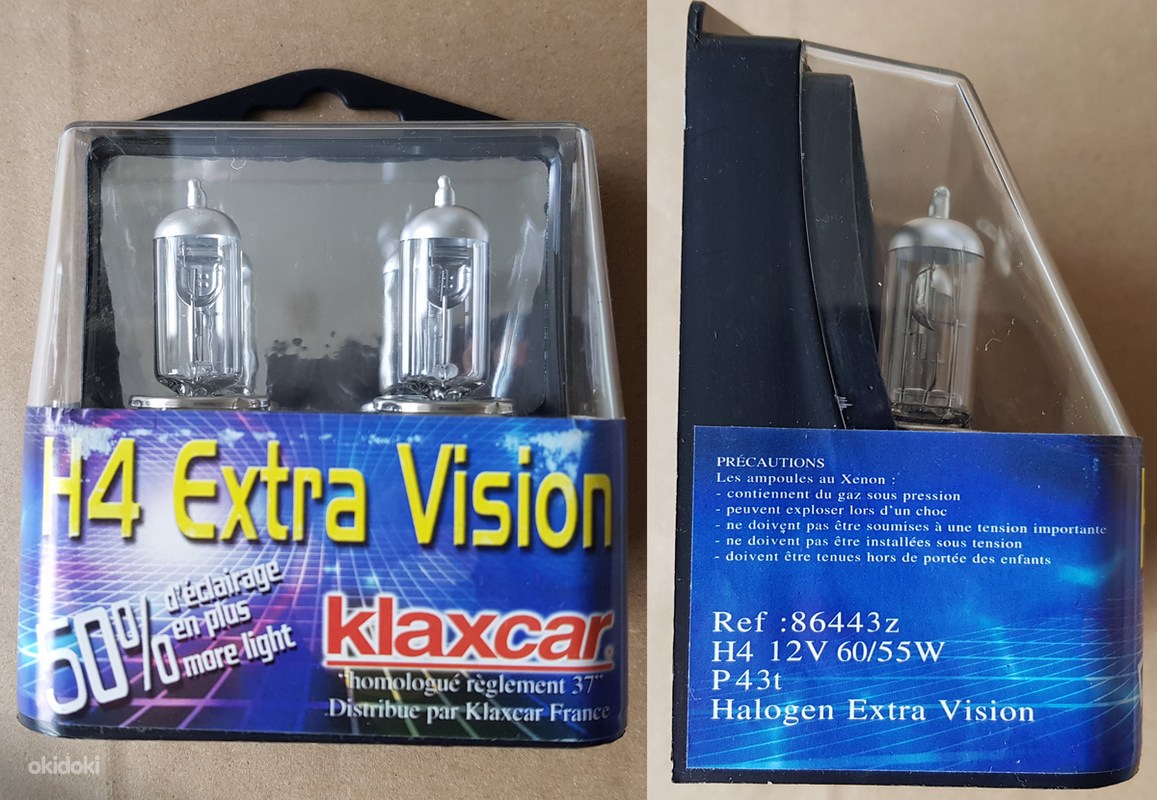 H4 Extra Vision
50% d'éclairage
en plus
more light
klaxcar
"homologué règlement 37"
Distribue par Klaxcar France
okidoki
PRÉCAUTIONS
Les ampoules au Xenon :
- contiennent du gaz sous pression
- peuvent exploser lors d'un choc
- ne doivent pas être soumises à une tension importante
- ne doivent pas être installées sous tension
- doivent être tenues hors de portée des enfants
Ref :86443z
H4 12V 60/55W
P43t
Halogen Extra Vision